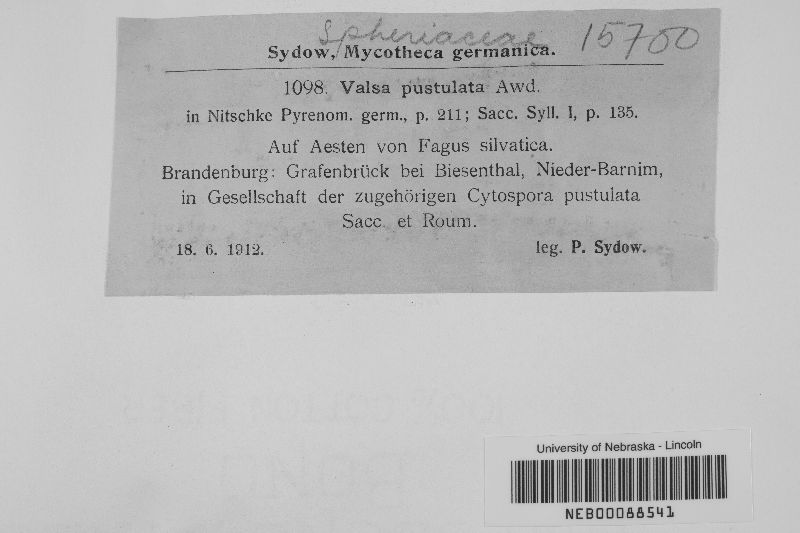 Spheriaceae 15700
Sydow, Mycotheca germanica.
1098. Valsa pustulata Awd.
in Nitschke Pyrenom. germ., p. 211; Sacc. Syll. I, p. 135.
Auf Aesten von Fagus silvatica.
Brandenburg: Grafenbrück bei Biesenthal, Nieder-Barnim,
in Gesellschaft der zugehörigen Cytospora pustulata
Sacc. et Roum.
18. 6. 1912. leg. P. Sydow.
University of Nebraska - Lincoln
NEB00088541